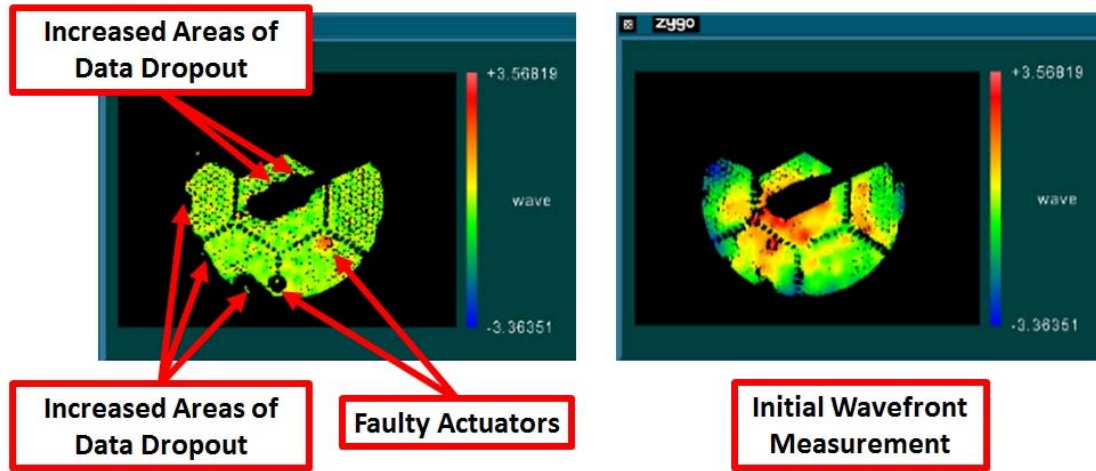 Increased Areas of
Data Dropout
zygo
+3.56819
wave
-3.36351
+3.56819
wave
-3.36351
Increased Areas of
Data Dropout
Faulty Actuators
Initial Wavefront
Measurement